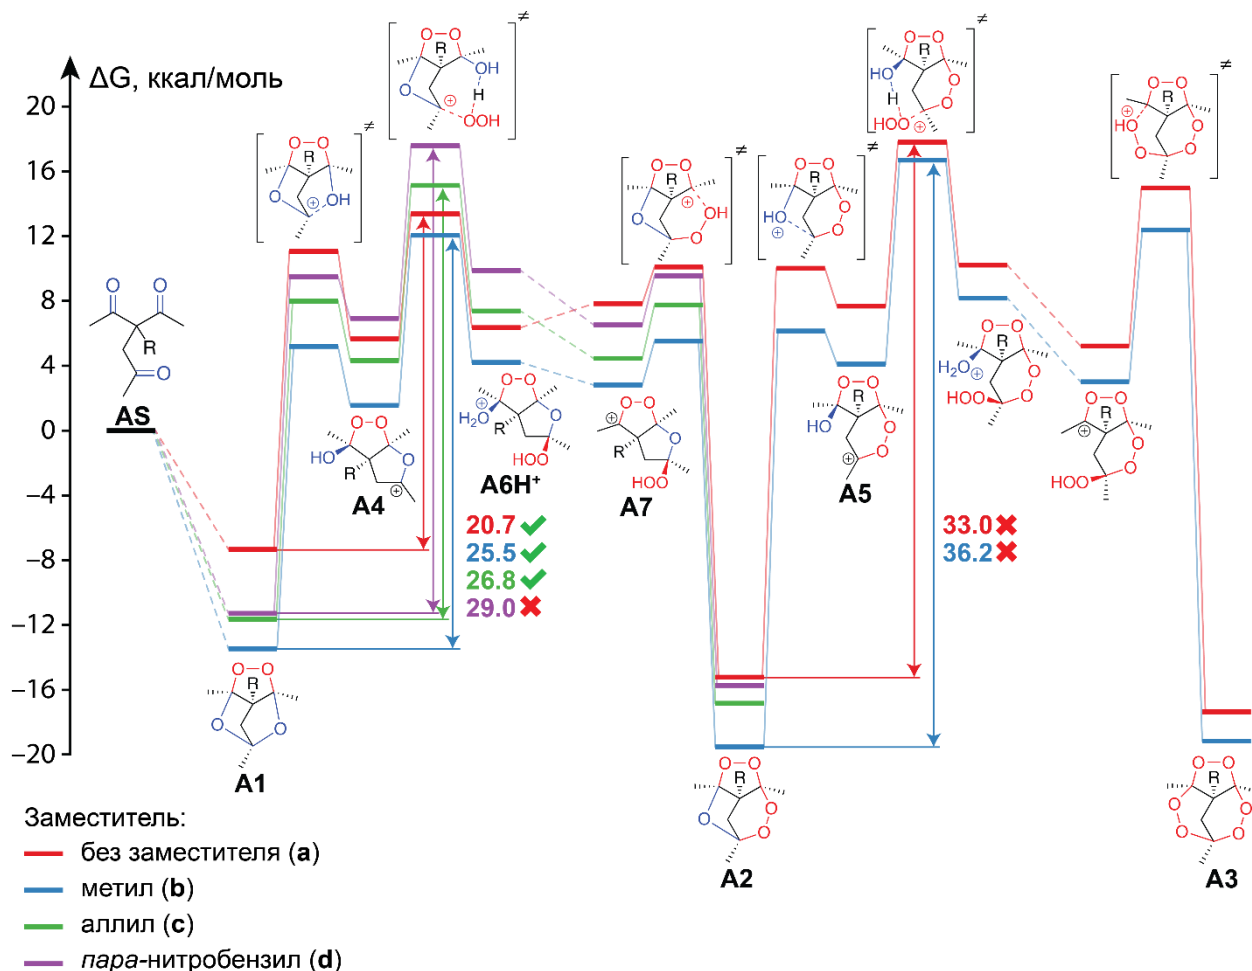 ΔG, ккал/моль
20
16
12
8
4
0
−4
−8
−12
−16
−20
AS
A1
A4
A6H⁺
A7
A2
A5
A3
20.7 ✔
25.5 ✔
26.8 ✔
29.0 ✖
33.0 ✖
36.2 ✖
Заместитель:
без заместителя (a)
метил (b)
аллил (c)
пара-нитробензил (d)